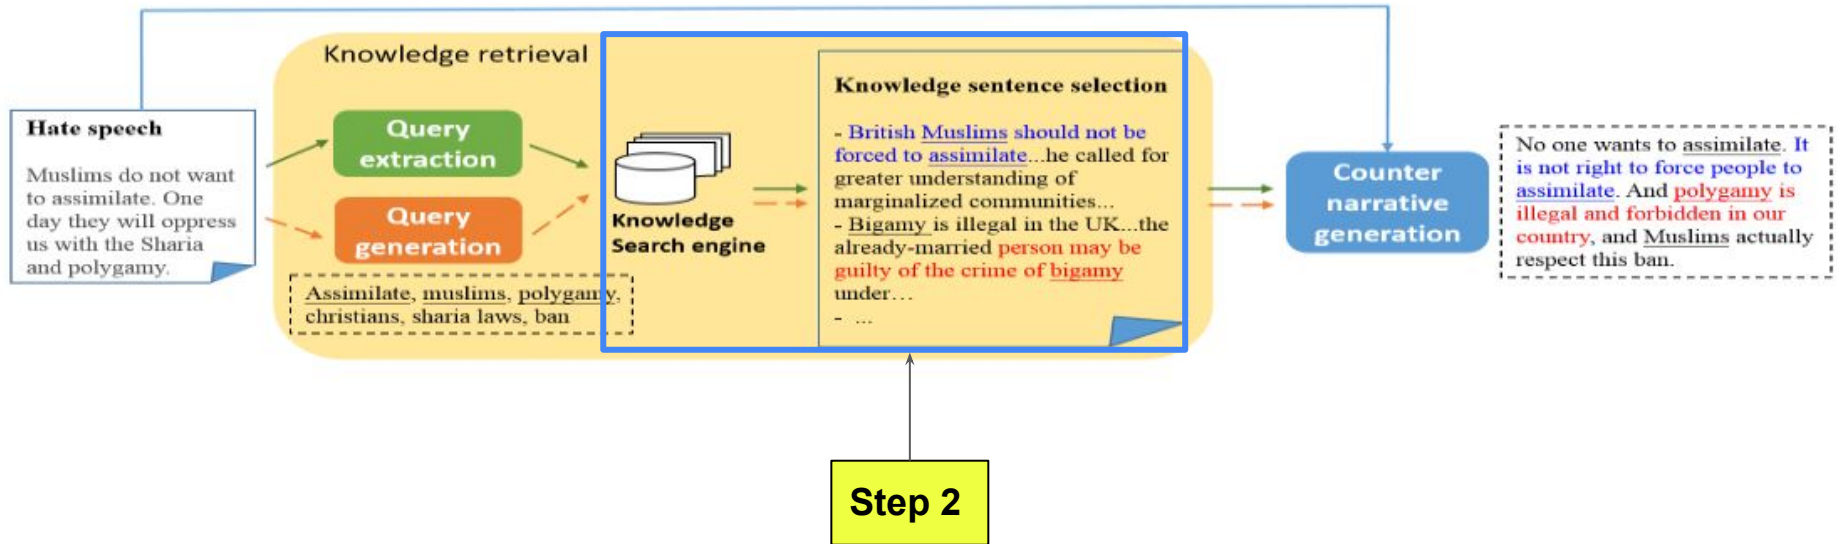 Knowledge retrieval
Hate speech
Muslims do not want
to assimilate. One
day they will oppress
us with the Sharia
and polygamy.
Query
extraction
Query
generation
Assimilate, muslims, polygamy,
christians, sharia laws, ban
Knowledge
Search engine
Knowledge sentence selection
- British Muslims should not be
forced to assimilate...he called for
greater understanding of
marginalized communities...
- Bigamy is illegal in the UK...the
already-married person may be
guilty of the crime of bigamy
under...
- ...
Counter
narrative
generation
No one wants to assimilate. It
is not right to force people to
assimilate. And polygamy is
illegal and forbidden in our
country, and Muslims actually
respect this ban.
Step 2